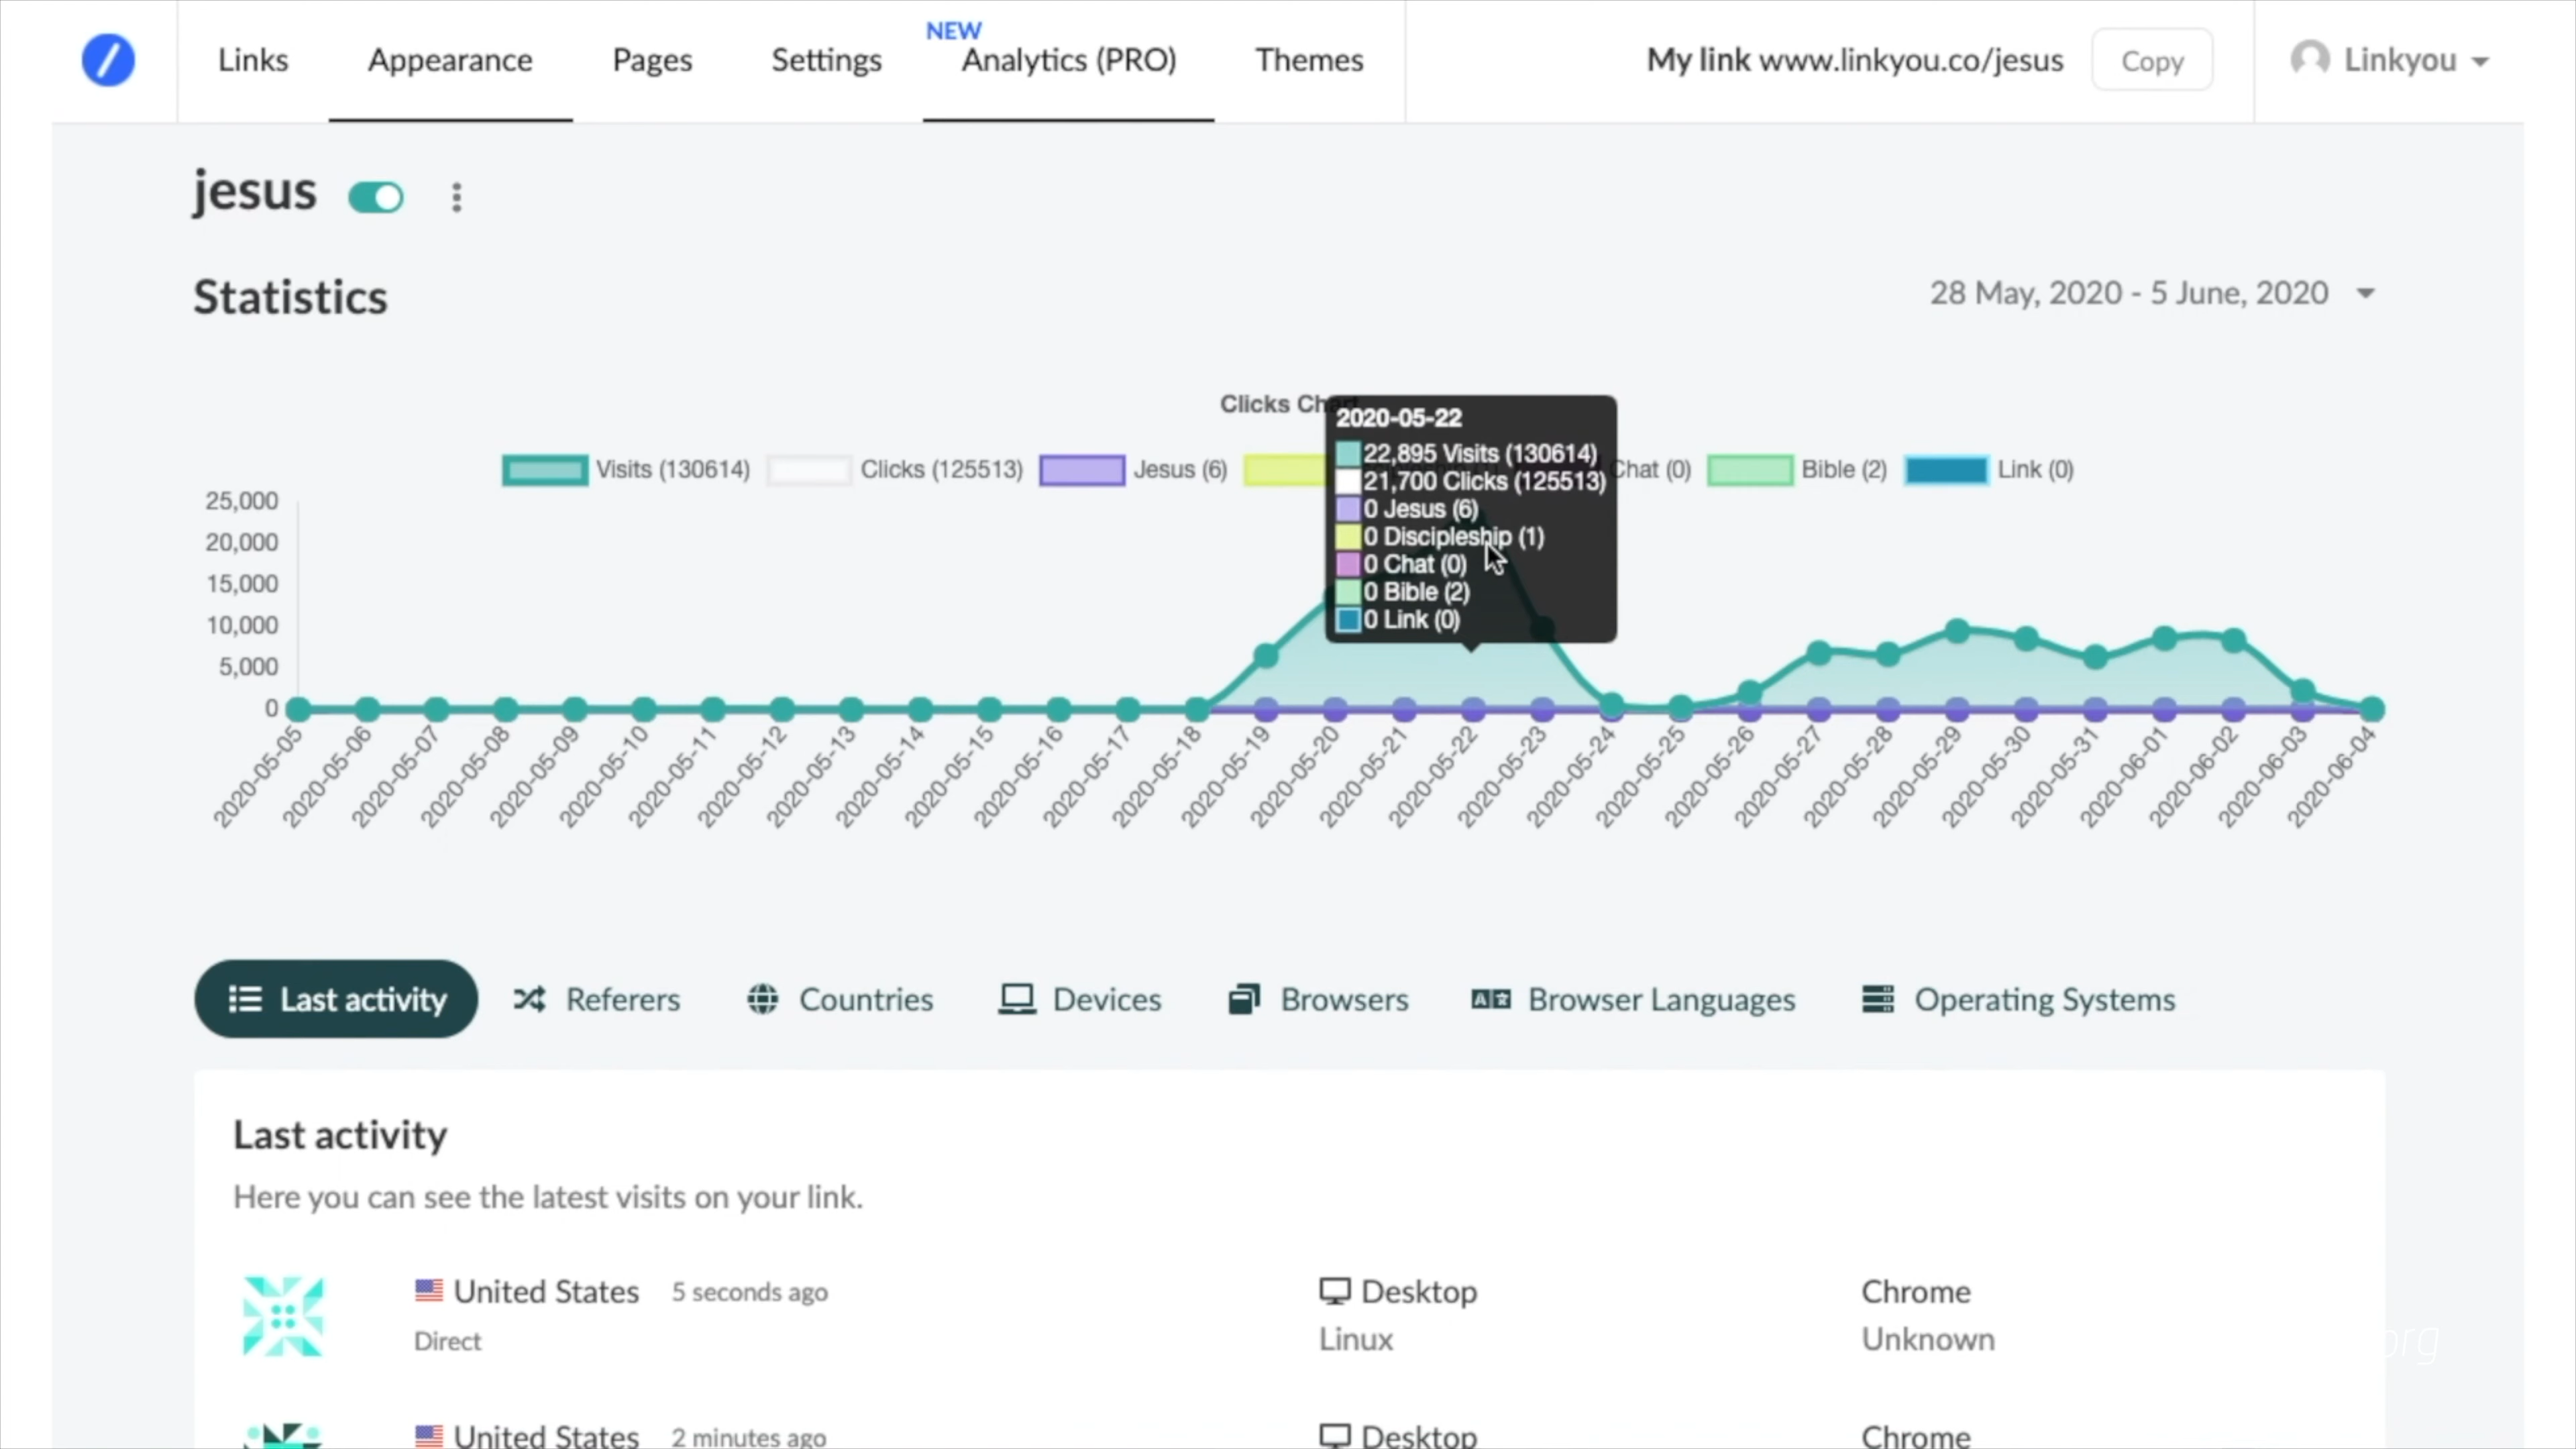 Links
Appearance
Pages
Settings
NEW
Analytics (PRO)
Themes
My link www.linkyou.co/jesus
Copy
Linkyou
jesus
Statistics
28 May, 2020 - 5 June, 2020
Clicks
Visits (130614)
Clicks (125513)
Jesus (6)
Chat (0)
Bible (2)
Link (0)
2020-05-22
22,895 Visits (130614)
21,700 Clicks (125513)
0 Jesus (6)
0 Discipleship (1)
0 Chat (0)
0 Bible (2)
0 Link (0)
25,000
20,000
15,000
10,000
5,000
0
2020-05-05
2020-05-06
2020-05-07
2020-05-08
2020-05-09
2020-05-10
2020-05-11
2020-05-12
2020-05-13
2020-05-14
2020-05-15
2020-05-16
2020-05-17
2020-05-18
2020-05-19
2020-05-20
2020-05-21
2020-05-22
2020-05-23
2020-05-24
2020-05-25
2020-05-26
2020-05-27
2020-05-28
2020-05-29
2020-05-30
2020-05-31
2020-06-01
2020-06-02
2020-06-03
2020-06-04
Last activity
Referers
Countries
Devices
Browsers
Browser Languages
Operating Systems
Last activity
Here you can see the latest visits on your link.
United States 5 seconds ago
Desktop
Chrome
Direct
Linux
Unknown
org
United States 2 minutes ago
Desktop
Chrome